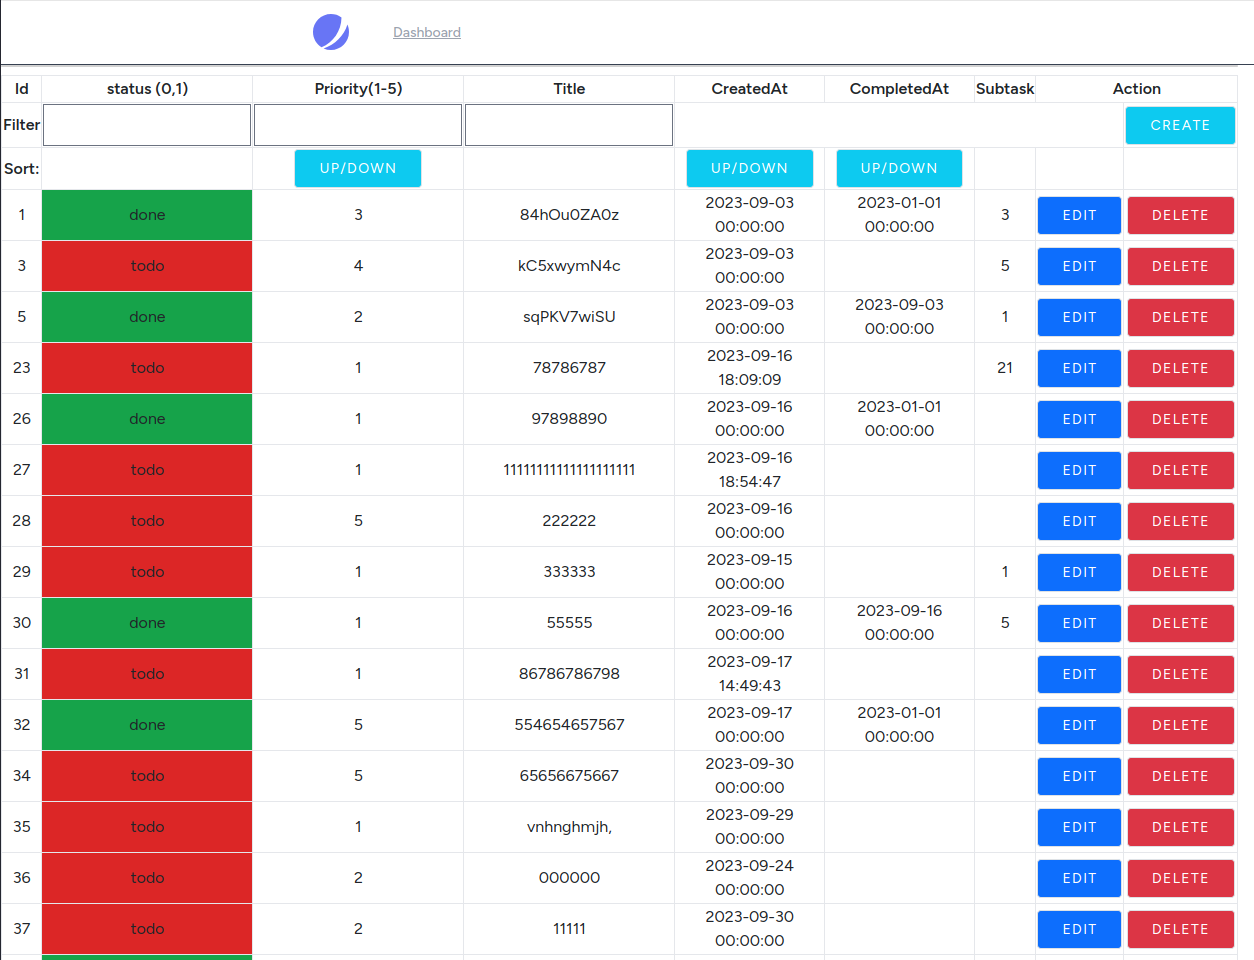 Dashboard
Id status (0,1) Priority(1-5) Title CreatedAt CompletedAt Subtask Action
Filter CREATE
Sort: UP/DOWN UP/DOWN UP/DOWN
1 done 3 84hOu0ZA0z 2023-09-03 00:00:00 2023-01-01 00:00:00 3 EDIT DELETE
3 todo 4 kC5xwymN4c 2023-09-03 00:00:00 5 EDIT DELETE
5 done 2 sqPKV7wiSU 2023-09-03 00:00:00 2023-09-03 00:00:00 1 EDIT DELETE
23 todo 1 78786787 2023-09-16 18:09:09 21 EDIT DELETE
26 done 1 97898890 2023-09-16 00:00:00 2023-01-01 00:00:00 EDIT DELETE
27 todo 1 1111111111111111111111 2023-09-16 18:54:47 EDIT DELETE
28 todo 5 222222 2023-09-16 00:00:00 EDIT DELETE
29 todo 1 333333 2023-09-15 00:00:00 1 EDIT DELETE
30 done 1 55555 2023-09-16 00:00:00 2023-09-16 00:00:00 5 EDIT DELETE
31 todo 1 86786786798 2023-09-17 14:49:43 EDIT DELETE
32 done 5 554654657567 2023-09-17 00:00:00 2023-01-01 00:00:00 EDIT DELETE
34 todo 5 65656675667 2023-09-30 00:00:00 EDIT DELETE
35 todo 1 vnhnghmjh, 2023-09-29 00:00:00 EDIT DELETE
36 todo 2 000000 2023-09-24 00:00:00 EDIT DELETE
37 todo 2 11111 2023-09-30 00:00:00 EDIT DELETE